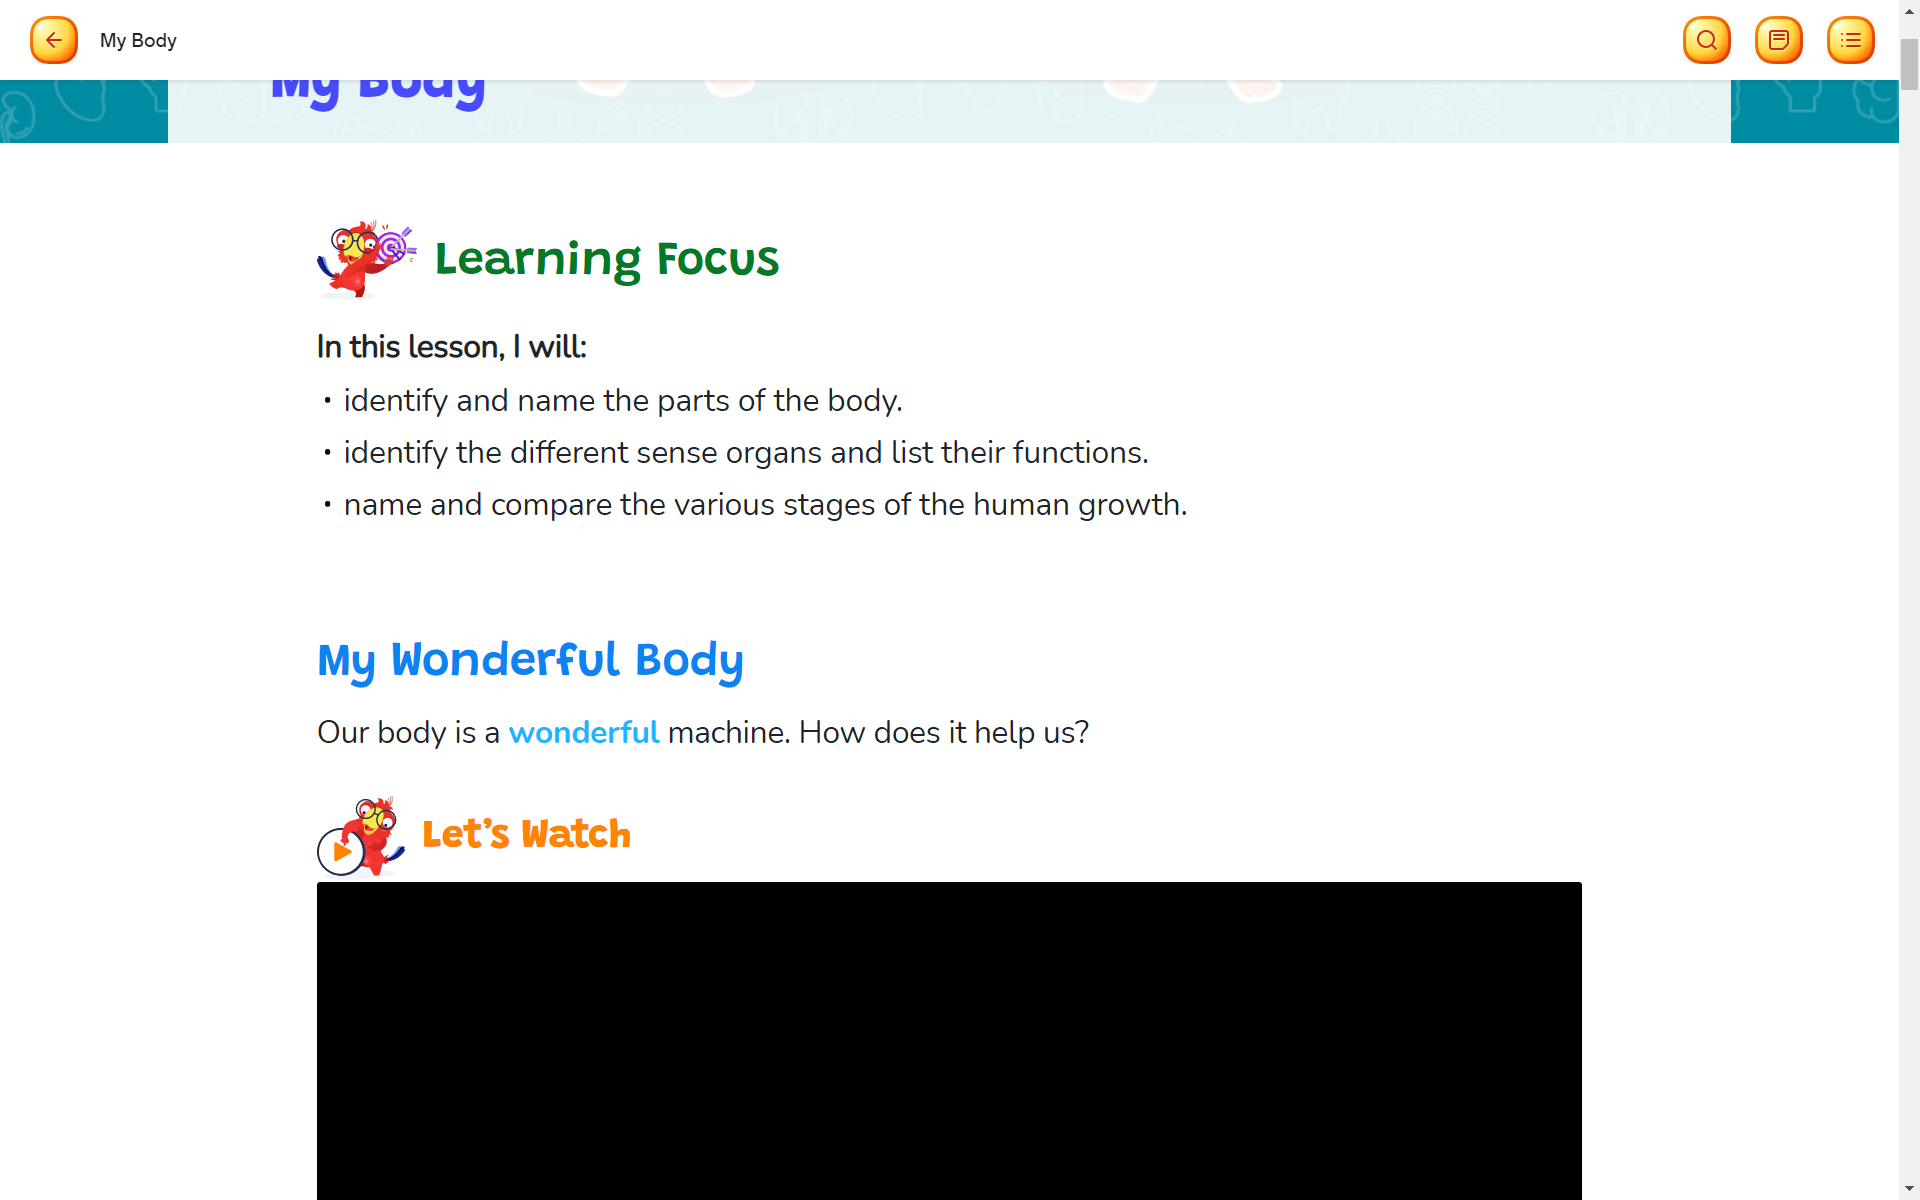 My Body
My Body
Learning Focus
In this lesson, I will:
• identify and name the parts of the body.
• identify the different sense organs and list their functions.
• name and compare the various stages of the human growth.
My Wonderful Body
Our body is a wonderful machine. How does it help us?
Let's Watch